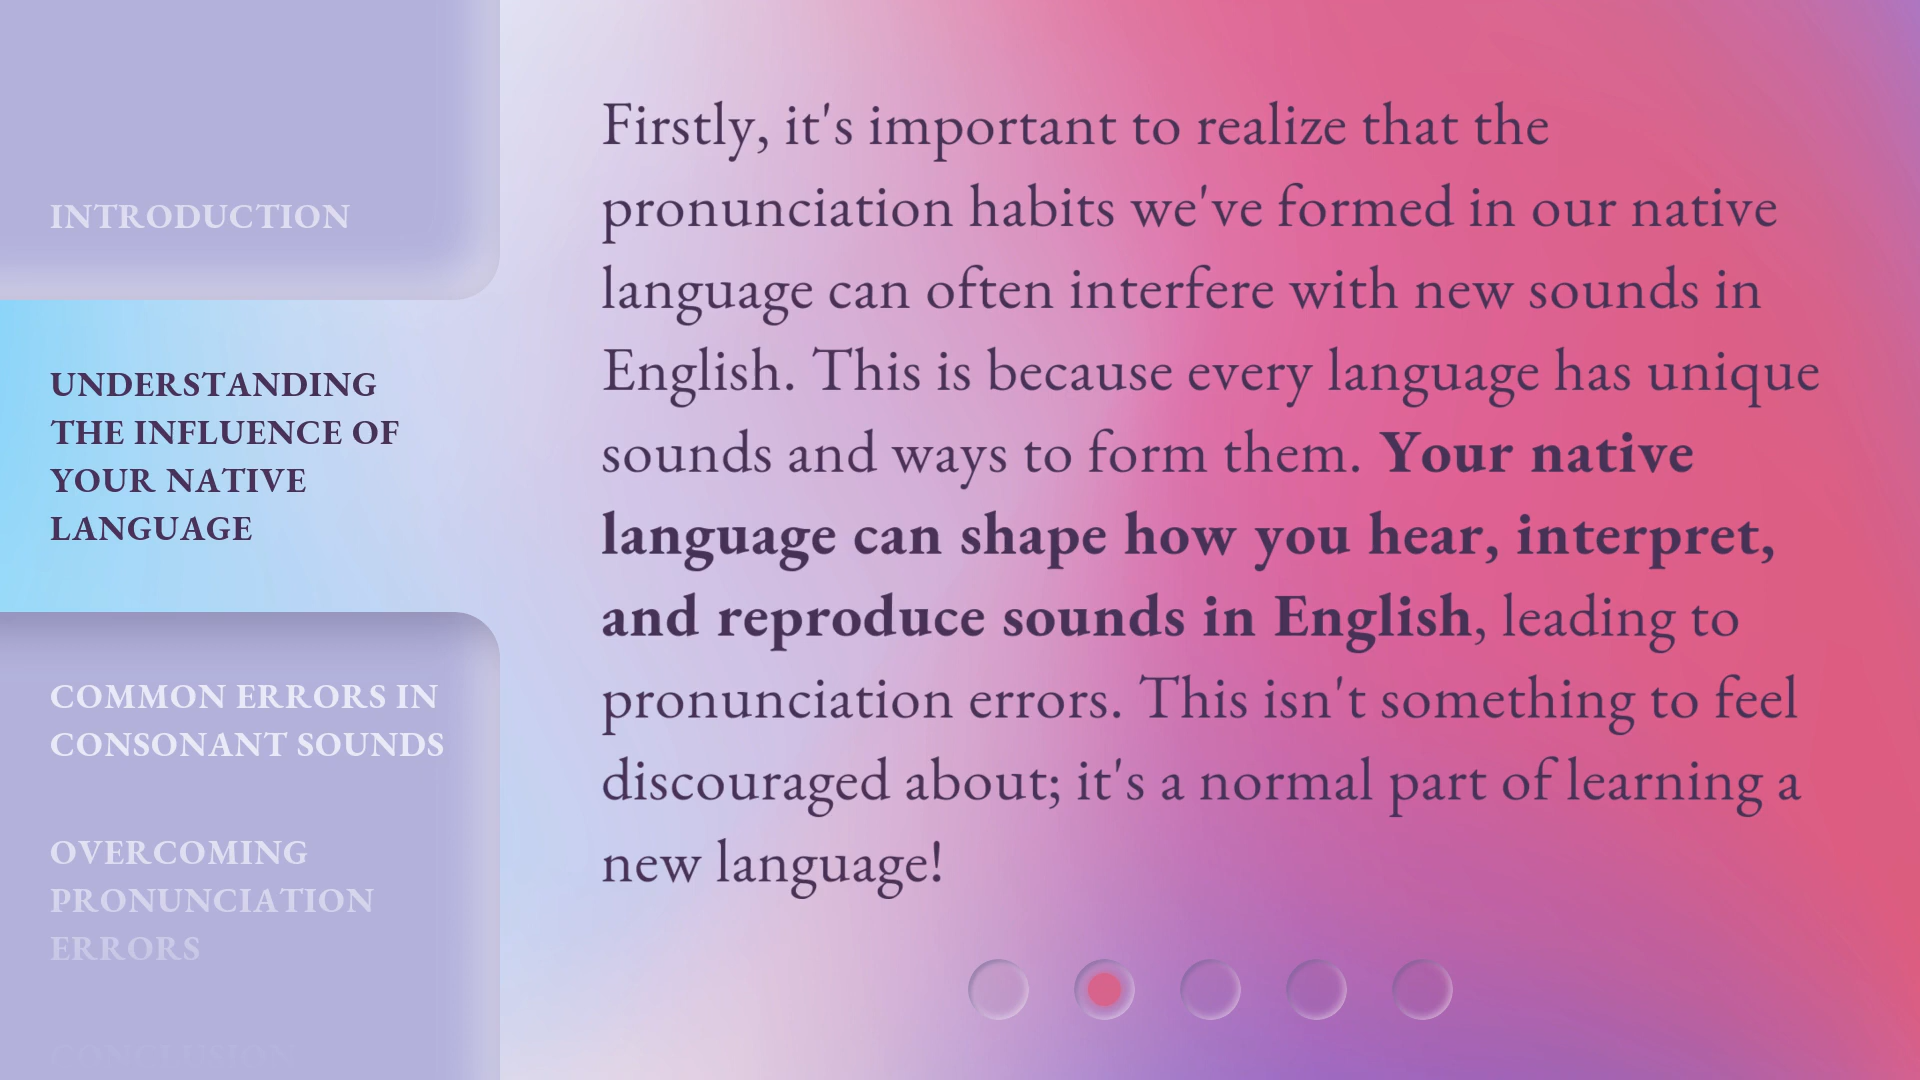 INTRODUCTION
UNDERSTANDING
THE INFLUENCE OF
YOUR NATIVE
LANGUAGE
COMMON ERRORS IN
CONSONANT SOUNDS
OVERCOMING
PRONUNCIATION
ERRORS
CONCLUSION
Firstly, it's important to realize that the
pronunciation habits we've formed in our native
language can often interfere with new sounds in
English. This is because every language has unique
sounds and ways to form them. Your native
language can shape how you hear, interpret,
and reproduce sounds in English, leading to
pronunciation errors. This isn't something to feel
discouraged about; it's a normal part of learning a
new language!